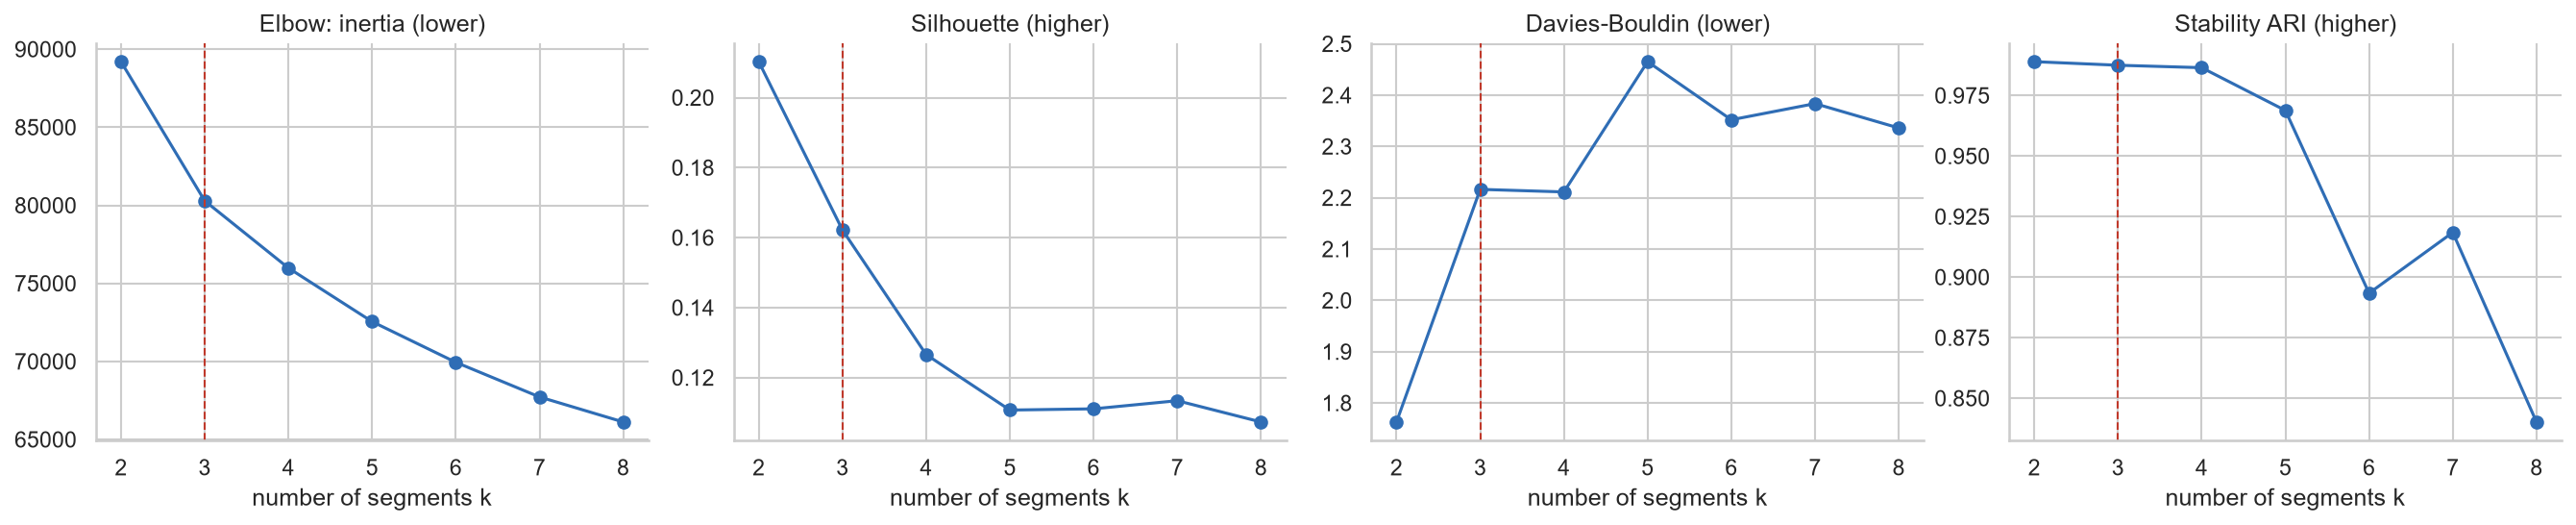 Elbow: inertia (lower)
90000
85000
80000
75000
70000
65000
2 3 4 5 6 7 8
number of segments k
Silhouette (higher)
0.20
0.18
0.16
0.14
0.12
2 3 4 5 6 7 8
number of segments k
Davies-Bouldin (lower)
2.5
2.4
2.3
2.2
2.1
2.0
1.9
1.8
2 3 4 5 6 7 8
number of segments k
Stability ARI (higher)
0.975
0.950
0.925
0.900
0.875
0.850
2 3 4 5 6 7 8
number of segments k